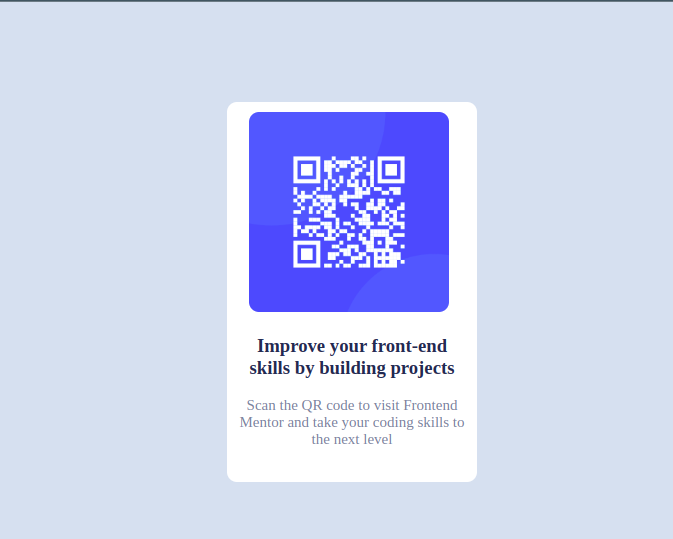 Improve your front-end
skills by building projects
Scan the QR code to visit Frontend
Mentor and take your coding skills to
the next level